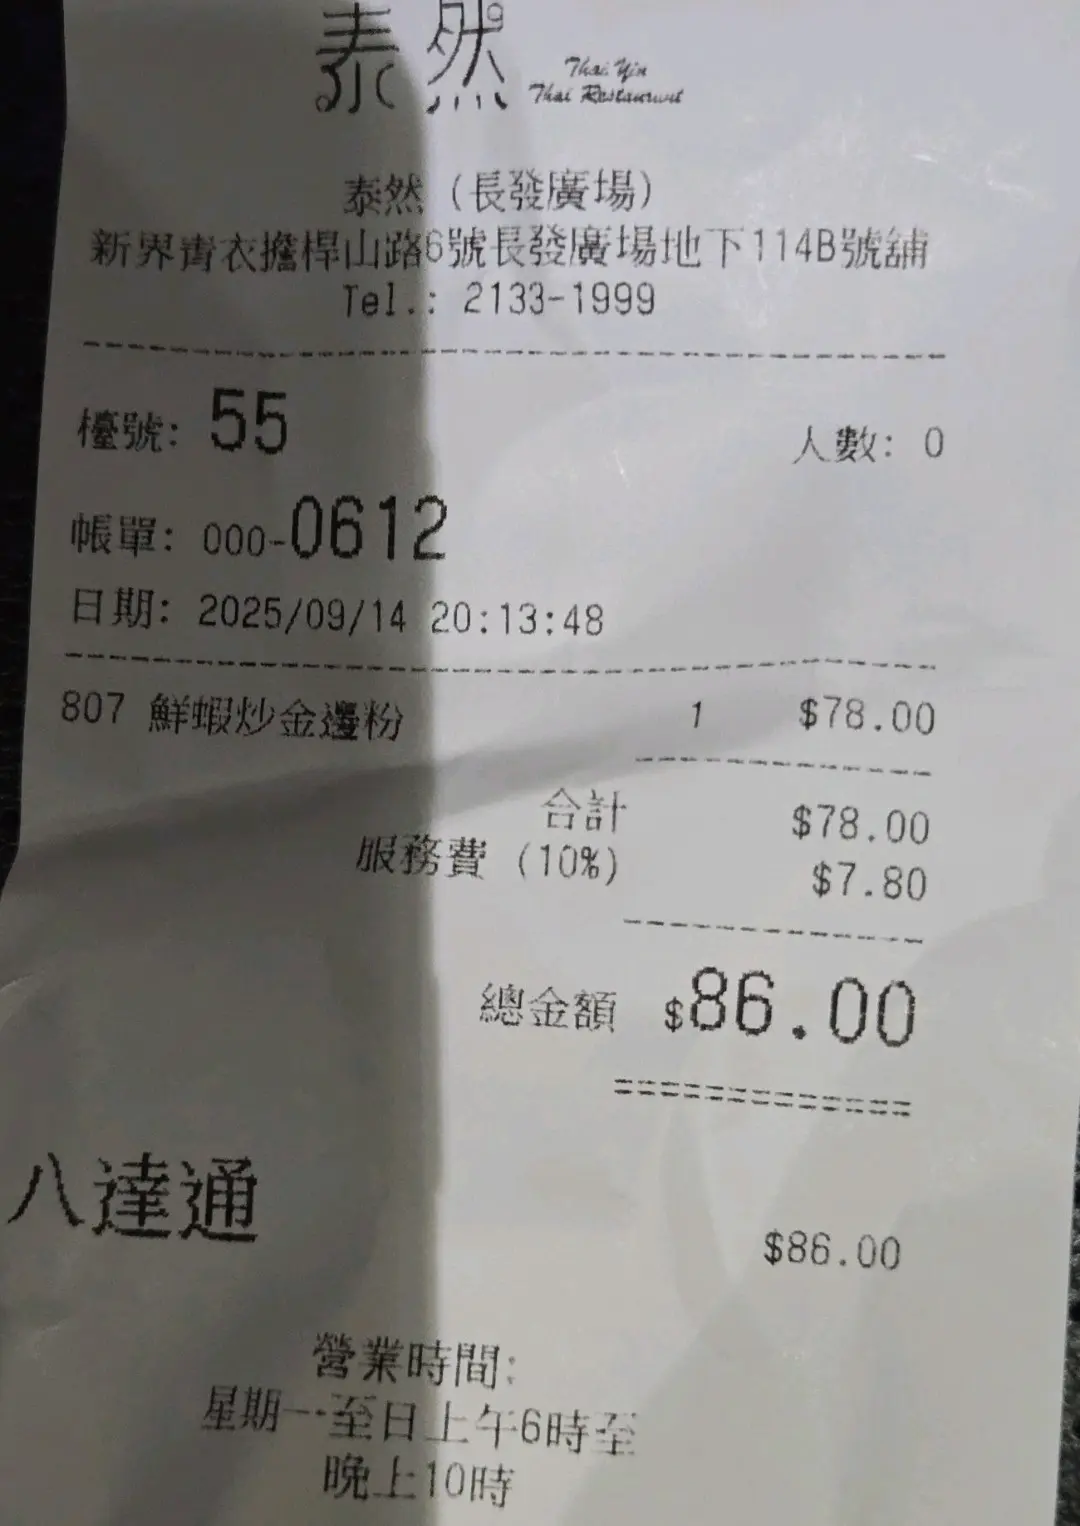 泰然
Thai Yin
Thai Restaurant
泰然 (長發廣場)
新界青衣擔桿山路6號長發廣場地下114B號舖
Tel.: 2133-1999
檯號: 55
人數: 0
帳單: 000-0612
日期: 2025/09/14 20:13:48
807 鮮蝦炒金邊粉 1 $78.00
合計 $78.00
服務費 (10%) $7.80
總金額 $86.00
八達通 $86.00
營業時間:
星期一至日上午6時至
晚上10時